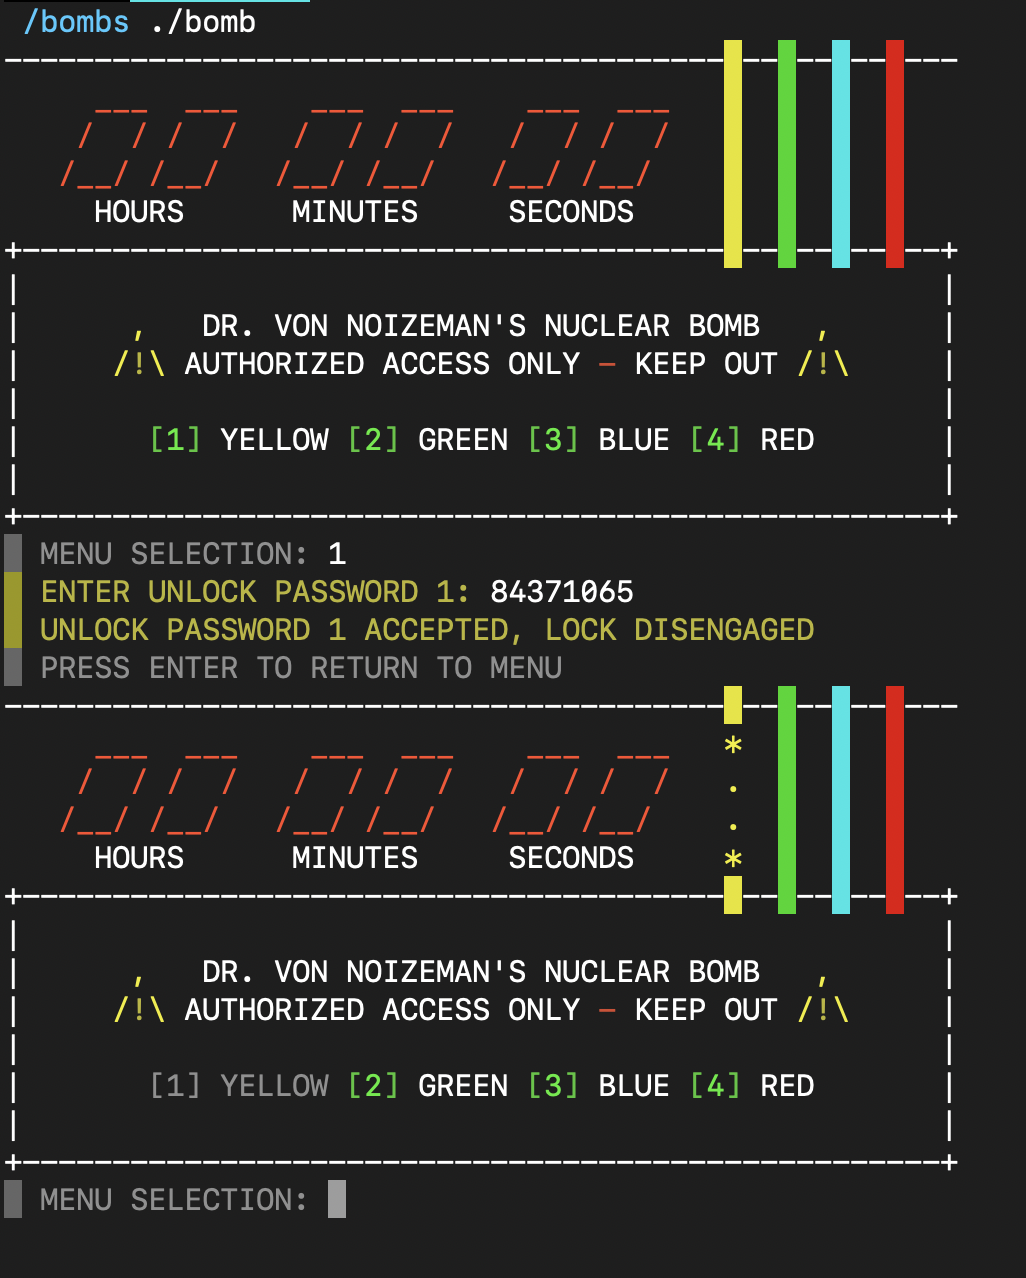 /bombs ./bomb
HOURS MINUTES SECONDS
DR. VON NOIZEMAN'S NUCLEAR BOMB
/!\ AUTHORIZED ACCESS ONLY – KEEP OUT /!\
[1] YELLOW [2] GREEN [3] BLUE [4] RED
MENU SELECTION: 1
ENTER UNLOCK PASSWORD 1: 84371065
UNLOCK PASSWORD 1 ACCEPTED, LOCK DISENGAGED
PRESS ENTER TO RETURN TO MENU
HOURS MINUTES SECONDS
DR. VON NOIZEMAN'S NUCLEAR BOMB
/!\ AUTHORIZED ACCESS ONLY – KEEP OUT /!\
[1] YELLOW [2] GREEN [3] BLUE [4] RED
MENU SELECTION: